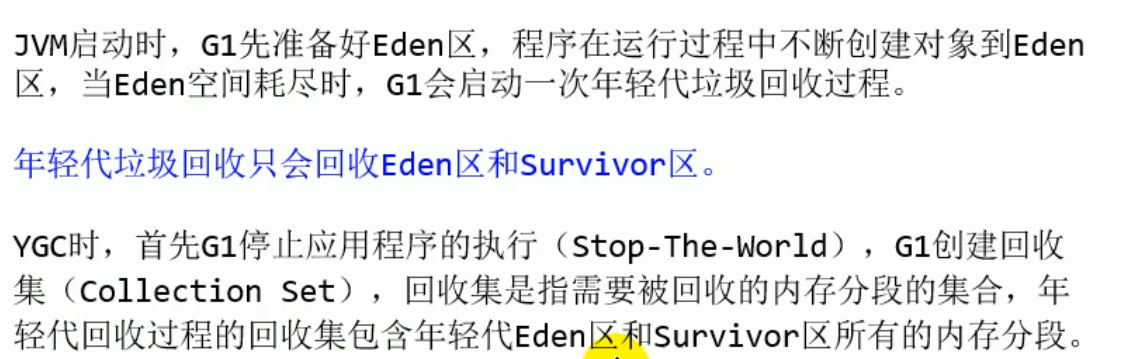 JVM启动时，G1先准备好Eden区，程序在运行过程中不断创建对象到Eden
区，当Eden空间耗尽时，G1会启动一次年轻代垃圾回收过程。
年轻代垃圾回收只会回收Eden区和Survivor区。
YGC时，首先G1停止应用程序的执行（Stop-The-World），G1创建回收
集（Collection Set），回收集是指需要被回收的内存分段的集合，年
轻代回收过程的回收集包含年轻代Eden区和Survivor区所有的内存分段。